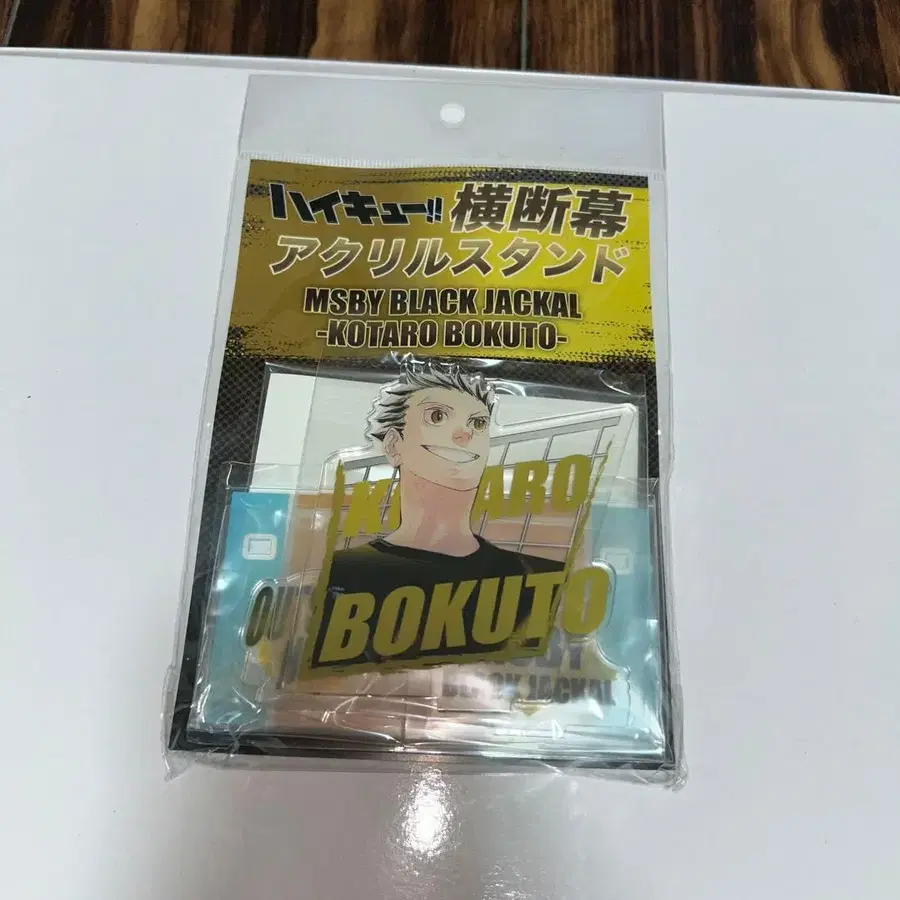 ハイキュー!! 横断幕
アクリルスタンド
MSBY BLACK JACKAL
-KOTARO BOKUTO-
BOKUTO
BLACK JACKAL